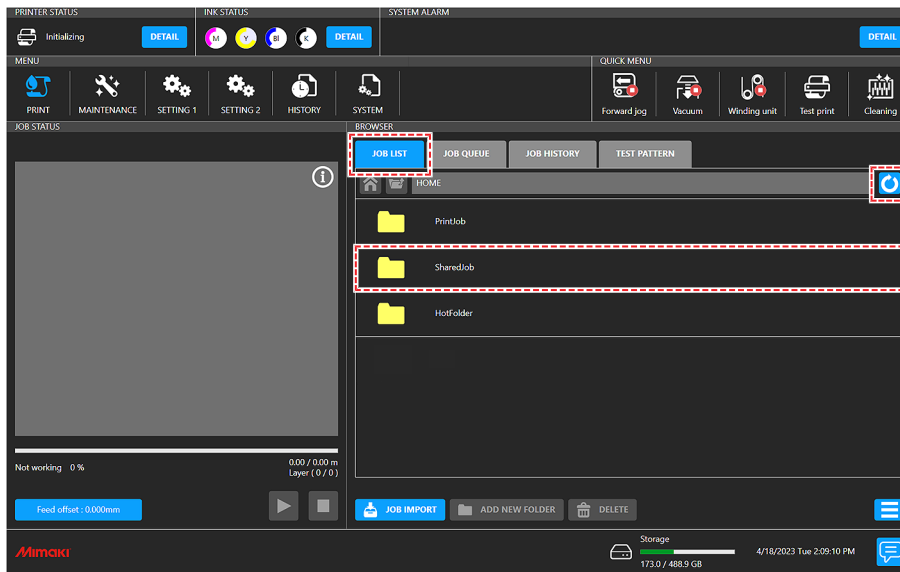 PRINTER STATUS
INK STATUS
SYSTEM ALARM
Initializing
DETAIL
M
Y
Bl
K
DETAIL
DETAIL
MENU
QUICK MENU
PRINT
MAINTENANCE
SETTING 1
SETTING 2
HISTORY
SYSTEM
Forward jog
Vacuum
Winding unit
Test print
Cleaning
JOB STATUS
BROWSER
JOB LIST
JOB QUEUE
JOB HISTORY
TEST PATTERN
HOME
PrintJob
SharedJob
HotFolder
Not working 0 %
0.00 / 0.00 m
Layer ( 0 / 0 )
Feed offset : 0.000mm
JOB IMPORT
ADD NEW FOLDER
DELETE
Mimaki
Storage
173.0 / 488.9 GB
4/18/2023 Tue 2:09:10 PM